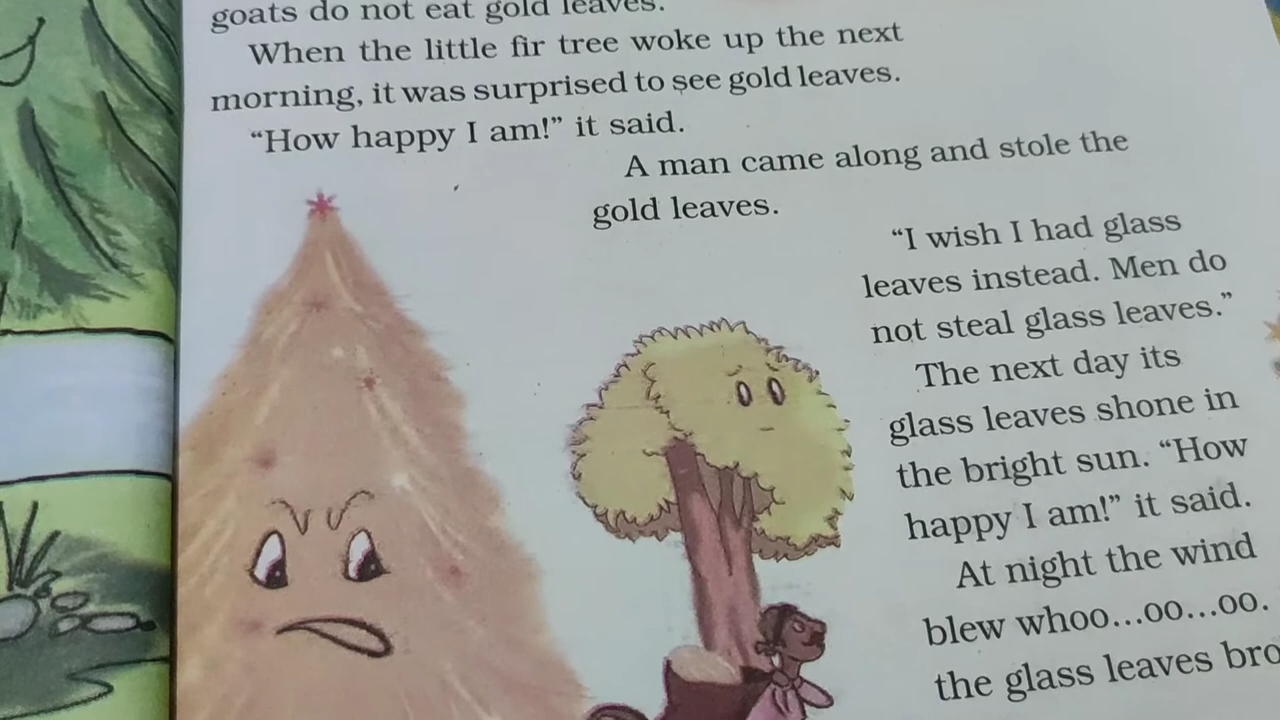 goats do not eat gold leaves.
When the little fir tree woke up the next
morning, it was surprised to see gold leaves.
“How happy I am!” it said.
A man came along and stole the
gold leaves.
“I wish I had glass
leaves instead. Men do
not steal glass leaves.”
The next day its
glass leaves shone in
the bright sun. “How
happy I am!” it said.
At night the wind
blew whoo...oo...oo.
the glass leaves bro